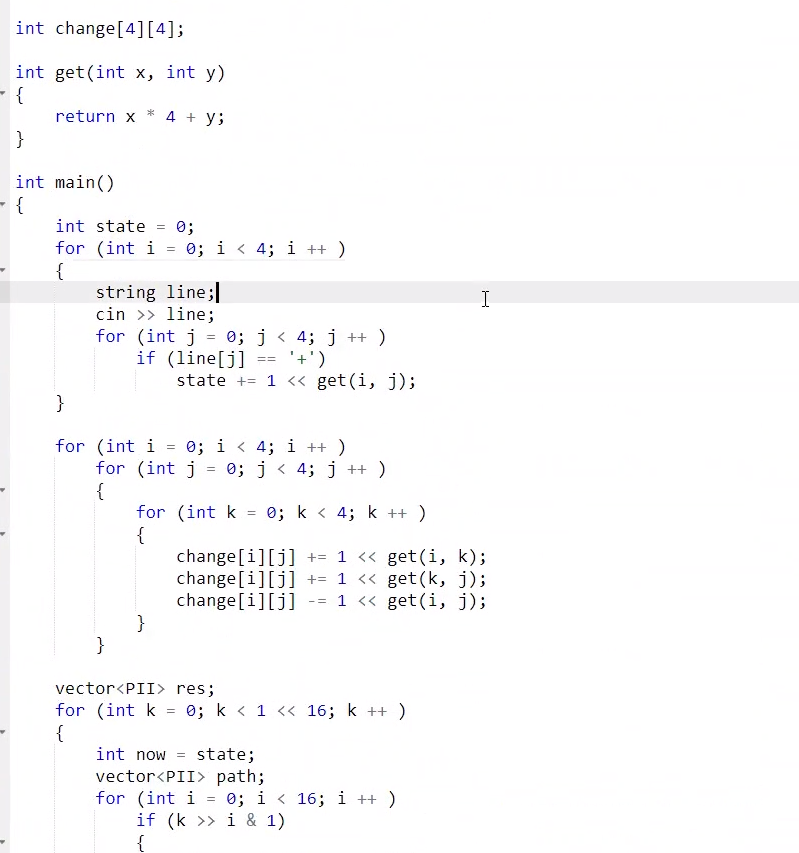 int change[4][4];
int get(int x, int y)
{
    return x * 4 + y;
}
int main()
{
    int state = 0;
    for (int i = 0; i < 4; i ++ )
    {
        string line;
        cin >> line;
        for (int j = 0; j < 4; j ++ )
            if (line[j] == '+')
                state += 1 << get(i, j);
    }
    for (int i = 0; i < 4; i ++ )
        for (int j = 0; j < 4; j ++ )
        {
            for (int k = 0; k < 4; k ++ )
            {
                change[i][j] += 1 << get(i, k);
                change[i][j] += 1 << get(k, j);
                change[i][j] -= 1 << get(i, j);
            }
        }
    vector<PII> res;
    for (int k = 0; k < 1 << 16; k ++ )
    {
        int now = state;
        vector<PII> path;
        for (int i = 0; i < 16; i ++ )
            if (k >> i & 1)
            {